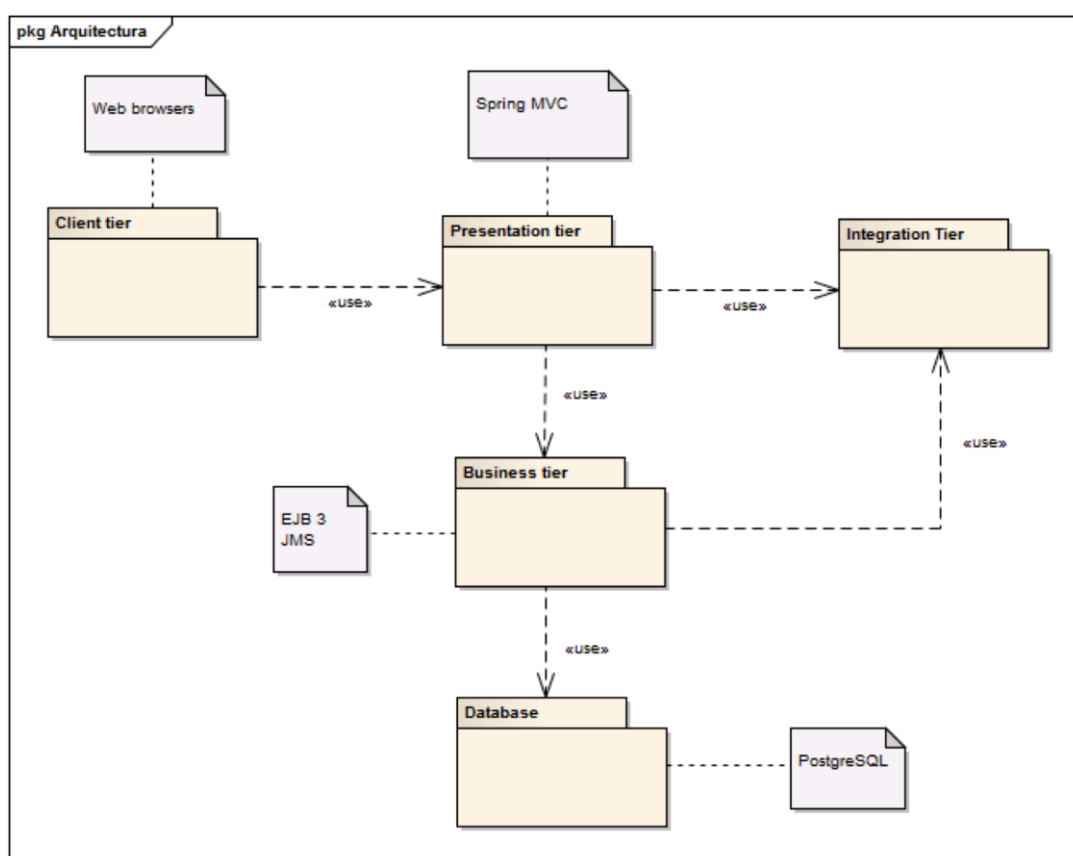 pkg Arquitectura
Web browsers
Spring MVC
Client tier
Presentation tier
Integration Tier
«use»
«use»
«use»
«use»
Business tier
EJB 3
JMS
«use»
Database
PostgreSQL